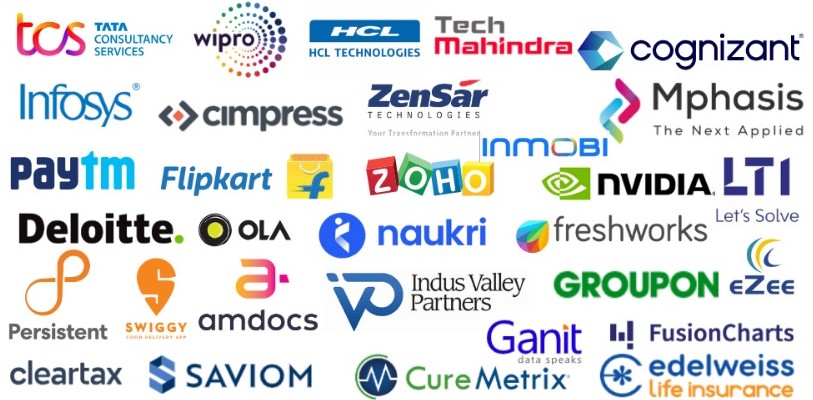 tcs TATA
CONSULTANCY
SERVICES
wipro
HCL
HCL TECHNOLOGIES
Tech
Mahindra
cognizant®
Infosys®
cimpress
ZenSar
TECHNOLOGIES
Your Transformation Partner
Mphasis
The Next Applied
INMOBI
paytm
Flipkart
ZOHO
NVIDIA.
LTI
Let's Solve
Deloitte.
OLA
naukri
freshworks
Persistent
SWIGGY
FOOD DELIVERY APP
a
amdocs
Indus Valley
Partners
GROUPON
eZee
Ganit
data speaks
FusionCharts
cleartax
SAVIOM
CureMetrix
edelweiss
life insurance